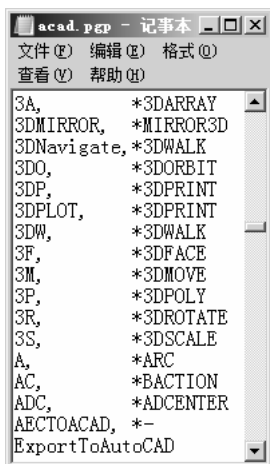 acad.pgp - 记事本
文件(F) 编辑(E) 格式(O)
查看(V) 帮助(H)
3A, *3DARRAY
3DMIRROR, *MIRROR3D
3DNavigate,*3DWALK
3DO, *3DORBIT
3DP, *3DPRINT
3DPLOT, *3DPRINT
3DW, *3DWALK
3F, *3DFACE
3M, *3DMOVE
3P, *3DPOLY
3R, *3DROTATE
3S, *3DSCALE
A, *ARC
AC, *BACTION
ADC, *ADCENTER
AECTOACAD, *-
ExportToAutoCAD